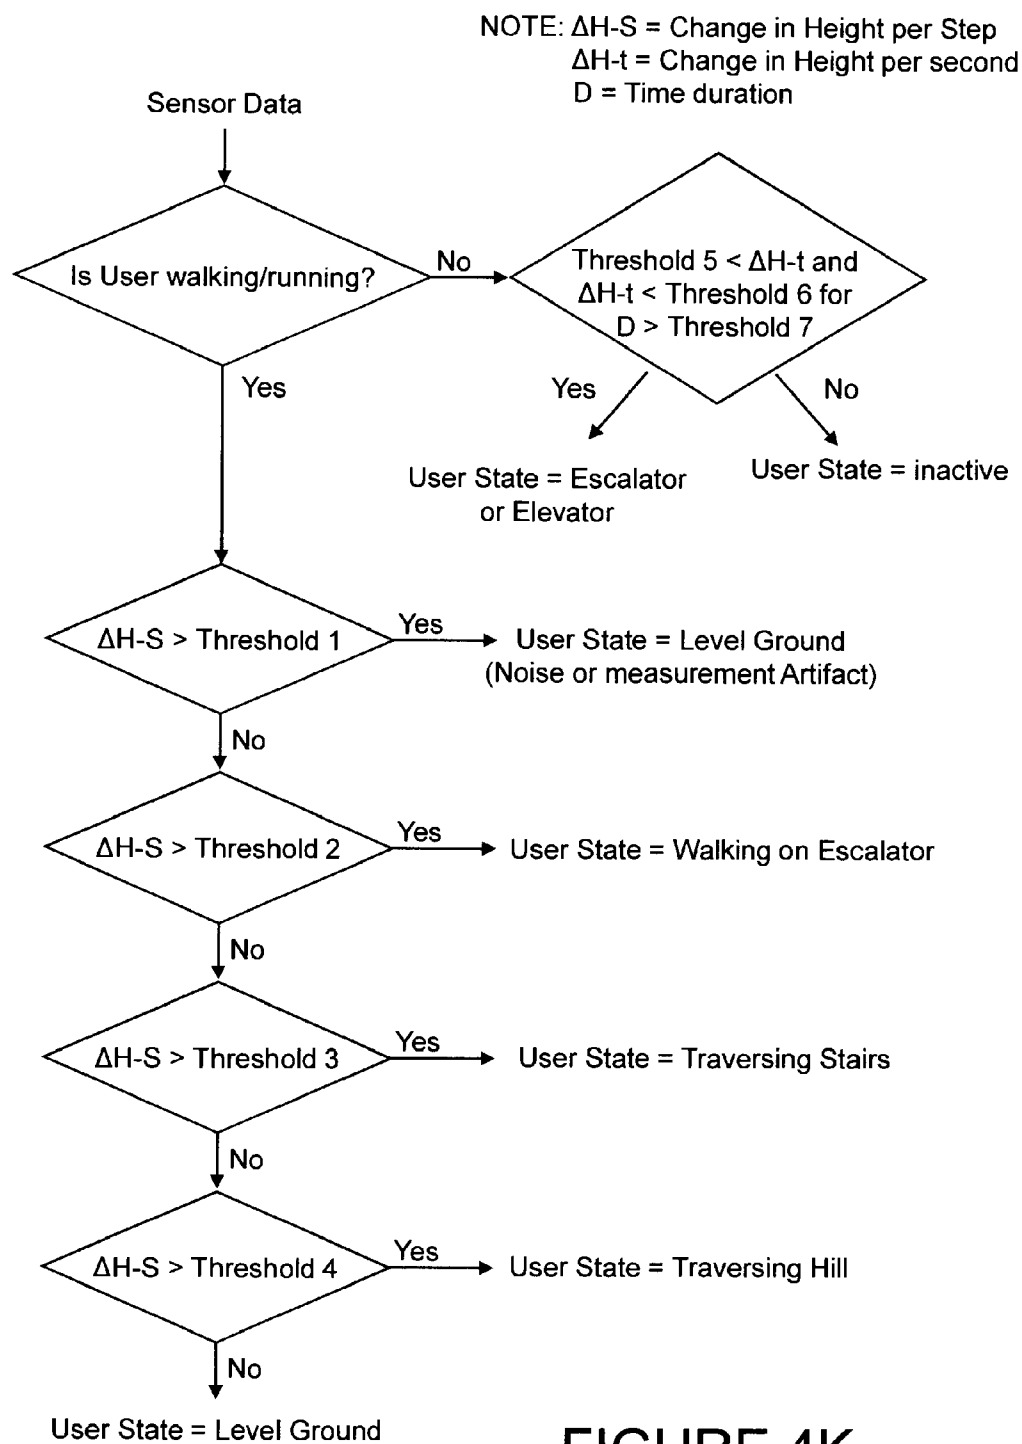 NOTE: ΔH-S = Change in Height per Step
ΔH-t = Change in Height per second
D = Time duration
Sensor Data
Is User walking/running?
No
Threshold 5 < ΔH-t and
ΔH-t < Threshold 6 for
D > Threshold 7
Yes
Yes
No
User State = Escalator
or Elevator
User State = inactive
ΔH-S > Threshold 1
Yes
User State = Level Ground
(Noise or measurement Artifact)
No
ΔH-S > Threshold 2
Yes
User State = Walking on Escalator
No
ΔH-S > Threshold 3
Yes
User State = Traversing Stairs
No
ΔH-S > Threshold 4
Yes
User State = Traversing Hill
No
User State = Level Ground
FIGURE 4K